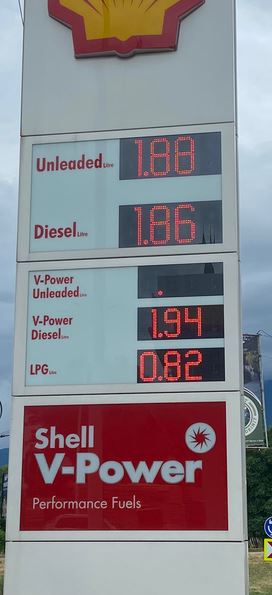 Unleaded Litre 1.88
Diesel Litre 1.86
V-Power
Unleaded Litre .
V-Power
Diesel Litre 1.94
LPG Litre 0.82
Shell
V-Power
Performance Fuels